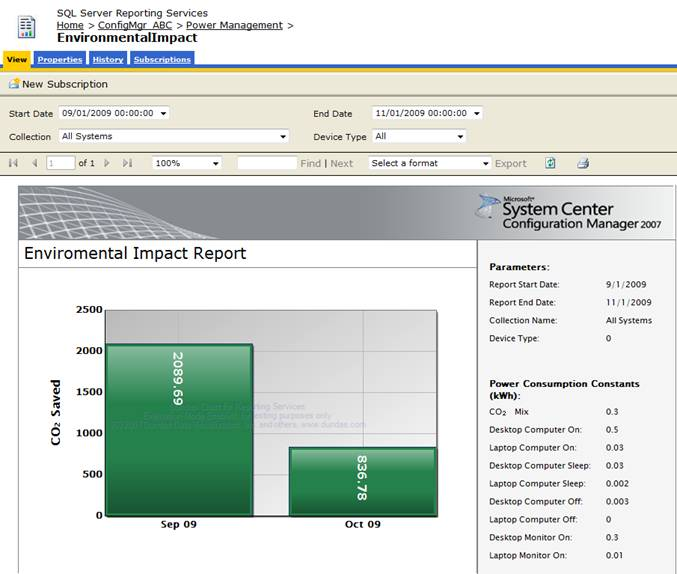 SQL Server Reporting Services
Home > ConfigMgr_ABC > Power Management >
EnvironmentalImpact
View Properties History Subscriptions
New Subscription
Start Date 09/01/2009 00:00:00 End Date 11/01/2009 00:00:00
Collection All Systems Device Type All
1 of 1 100% Find | Next Select a format Export
Microsoft®
System Center
Configuration Manager 2007
Enviromental Impact Report
2500
2000
1500
1000
500
0
CO₂ Saved
2089.69
836.78
Sep 09 Oct 09
Parameters:
Report Start Date: 9/1/2009
Report End Date: 11/1/2009
Collection Name: All Systems
Device Type: 0
Power Consumption Constants
(kWh):
CO₂ Mix 0.3
Desktop Computer On: 0.5
Laptop Computer On: 0.03
Desktop Computer Sleep: 0.03
Laptop Computer Sleep: 0.002
Desktop Computer Off: 0.003
Laptop Computer Off: 0
Desktop Monitor On: 0.3
Laptop Monitor On: 0.01